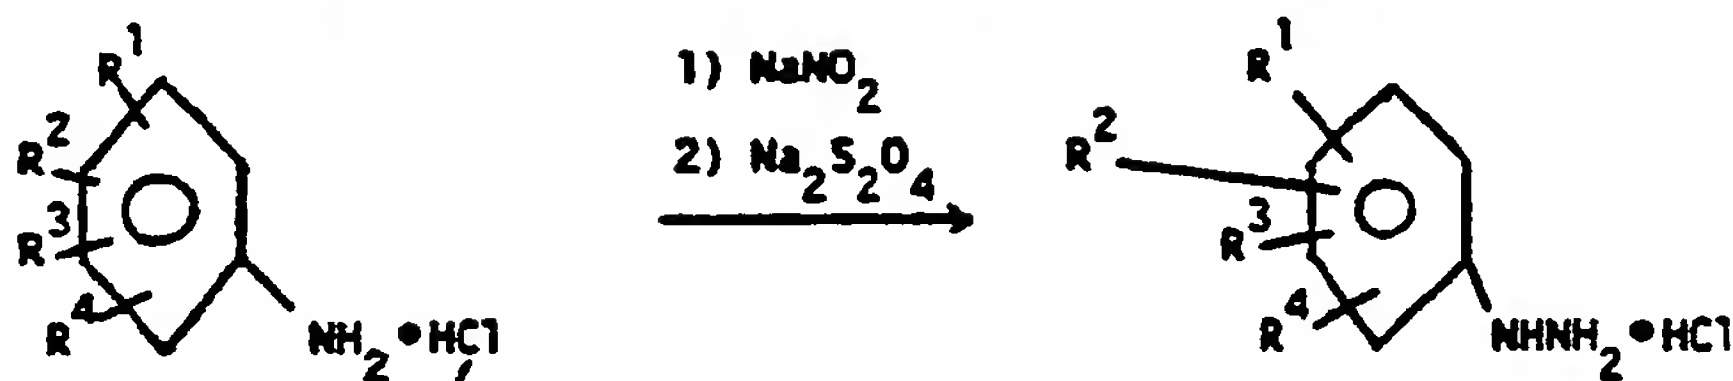 R¹
R²
R³
R⁴
NH₂•HCl
1) NaNO₂
2) Na₂S₂O₄
R¹
R²
R³
R⁴
NHNH₂•HCl